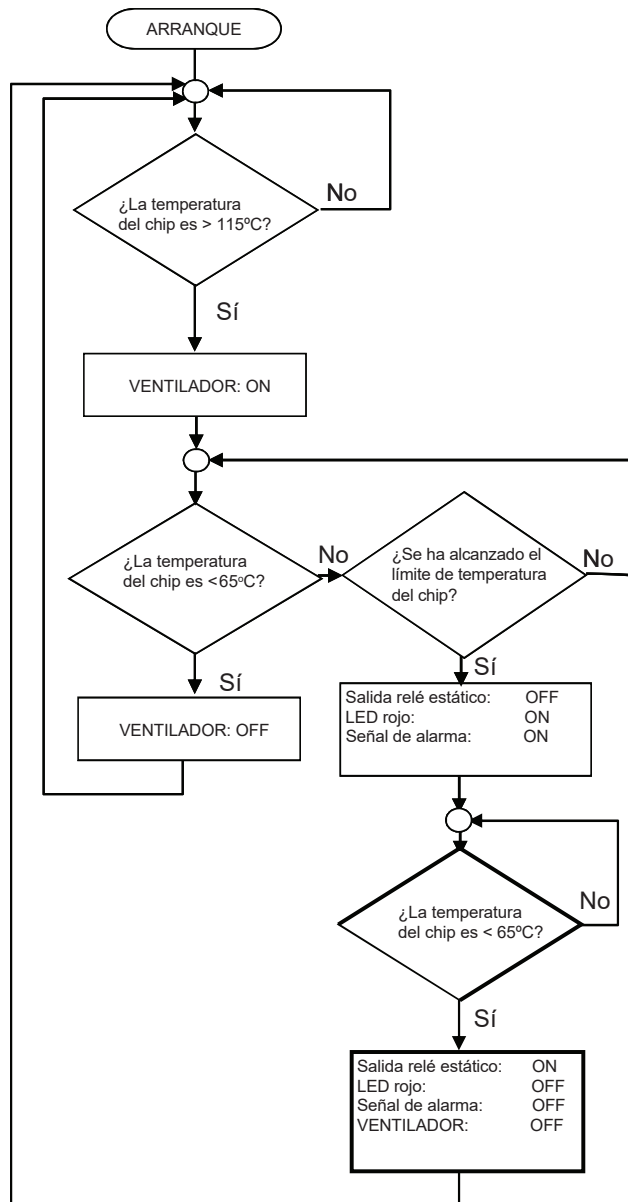 ARRANQUE
¿La temperatura
del chip es > 115ºC?
No
Sí
VENTILADOR: ON
¿La temperatura
del chip es <65ºC?
No
¿Se ha alcanzado el
límite de temperatura
del chip?
No
Sí
Sí
VENTILADOR: OFF
Salida relé estático: OFF
LED rojo: ON
Señal de alarma: ON
¿La temperatura
del chip es < 65ºC?
No
Sí
Salida relé estático: ON
LED rojo: OFF
Señal de alarma: OFF
VENTILADOR: OFF